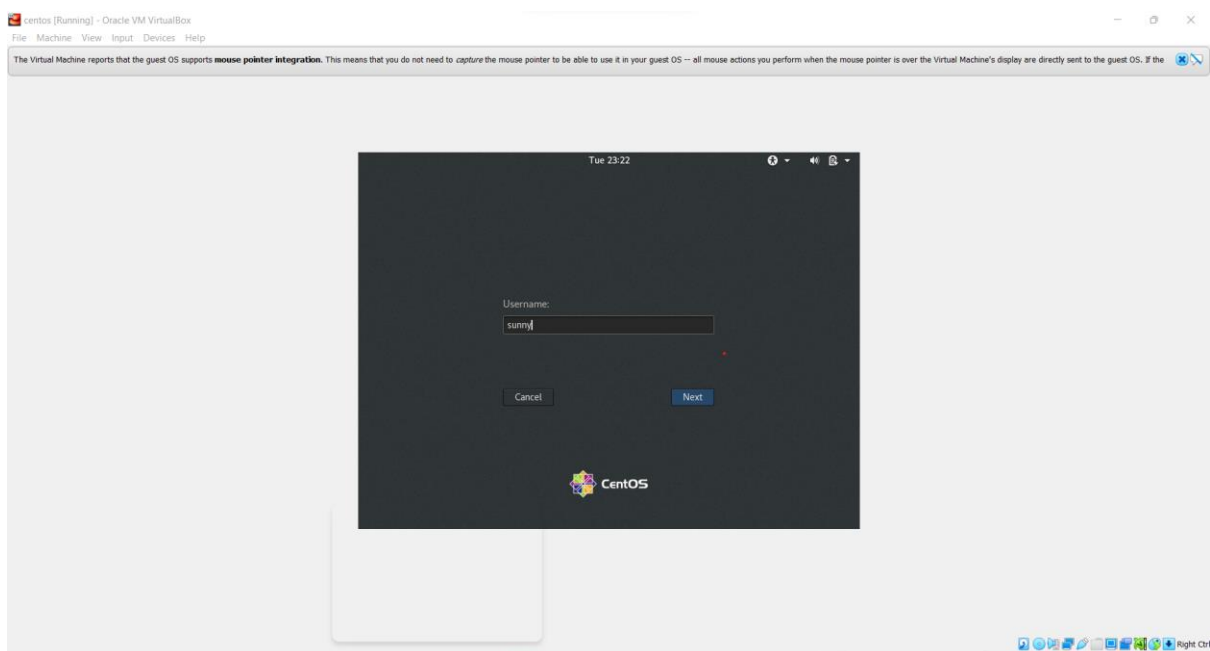 centos [Running] - Oracle VM VirtualBox
File Machine View Input Devices Help
The Virtual Machine reports that the guest OS supports mouse pointer integration. This means that you do not need to capture the mouse pointer to be able to use it in your guest OS -- all mouse actions you perform when the mouse pointer is over the Virtual Machine's display are directly sent to the guest OS. If the
Tue 23:22
Username:
sunny
Cancel Next
CentOS
Right Ctrl